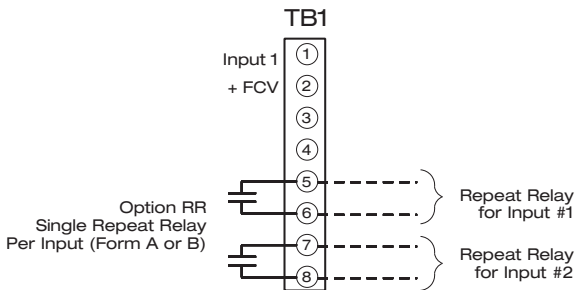 TB1
Input 1
1
+ FCV
2
3
4
5
6
7
8
Option RR
Single Repeat Relay
Per Input (Form A or B)
Repeat Relay
for Input #1
Repeat Relay
for Input #2